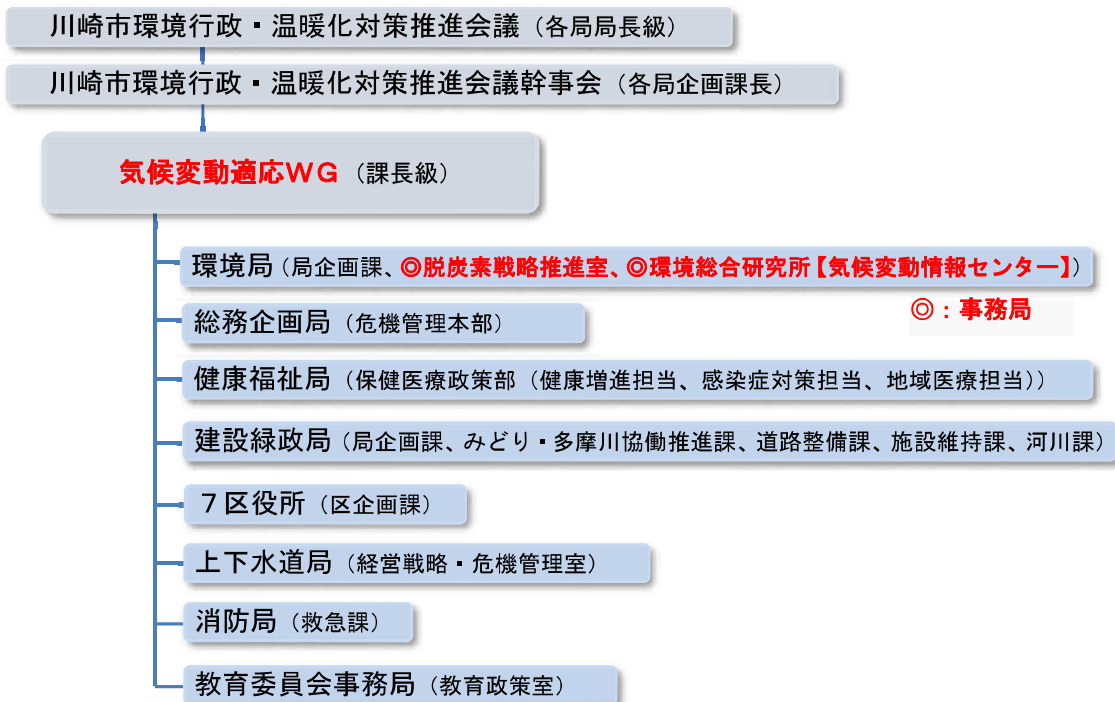 川崎市環境行政・温暖化対策推進会議（各局局長級）
川崎市環境行政・温暖化対策推進会議幹事会（各局企画課長）
気候変動適応ＷＧ（課長級）
環境局（局企画課、◎脱炭素戦略推進室、◎環境総合研究所【気候変動情報センター】）
◎：事務局
総務企画局（危機管理本部）
健康福祉局（保健医療政策部（健康増進担当、感染症対策担当、地域医療担当））
建設緑政局（局企画課、みどり・多摩川協働推進課、道路整備課、施設維持課、河川課）
７区役所（区企画課）
上下水道局（経営戦略・危機管理室）
消防局（救急課）
教育委員会事務局（教育政策室）